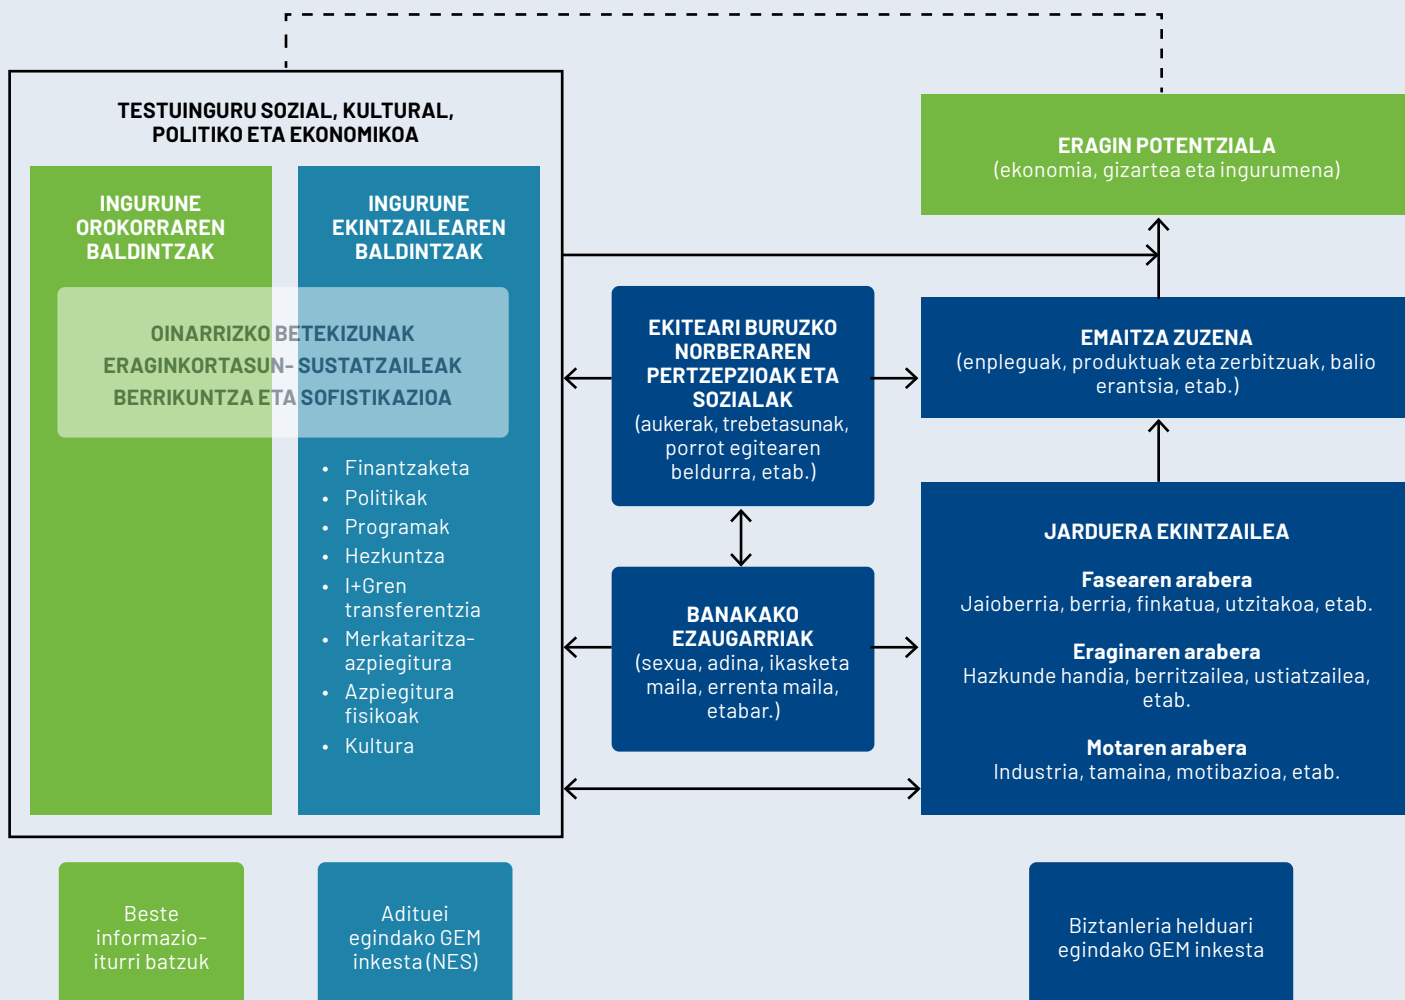 TESTUINGURU SOZIAL, KULTURAL,
POLITIKO ETA EKONOMIKOA
INGURUNE
OROKORRAREN
BALDINTZAK
INGURUNE
EKINTZAILEAREN
BALDINTZAK
OINARRIZKO BETEKIZUNAK
ERAGINKORTASUN- SUSTATZAILEAK
BERRIKUNTZA ETA SOFISTIKAZIOA
• Finantzaketa
• Politikak
• Programak
• Hezkuntza
• I+Gren
transferentzia
• Merkataritza-
azpiegitura
• Azpiegitura
fisikoak
• Kultura
EKITEARI BURUZKO
NORBERAREN
PERTZEPZIOAK ETA
SOZIALAK
(aukerak, trebetasunak,
porrot egitearen
beldurra, etab.)
BANAKAKO
EZAUGARRIAK
(sexua, adina, ikasketa
maila, errenta maila,
etabar.)
ERAGIN POTENTZIALA
(ekonomia, gizartea eta ingurumena)
EMAITZA ZUZENA
(enpleguak, produktuak eta zerbitzuak, balio
erantsia, etab.)
JARDUERA EKINTZAILEA
Fasearen arabera
Jaioberria, berria, finkatua, utzitakoa, etab.
Eraginaren arabera
Hazkunde handia, berritzailea, ustiatzailea,
etab.
Motaren arabera
Industria, tamaina, motibazioa, etab.
Beste
informazio-
iturri batzuk
Adituei
egindako GEM
inkesta (NES)
Biztanleria helduari
egindako GEM inkesta